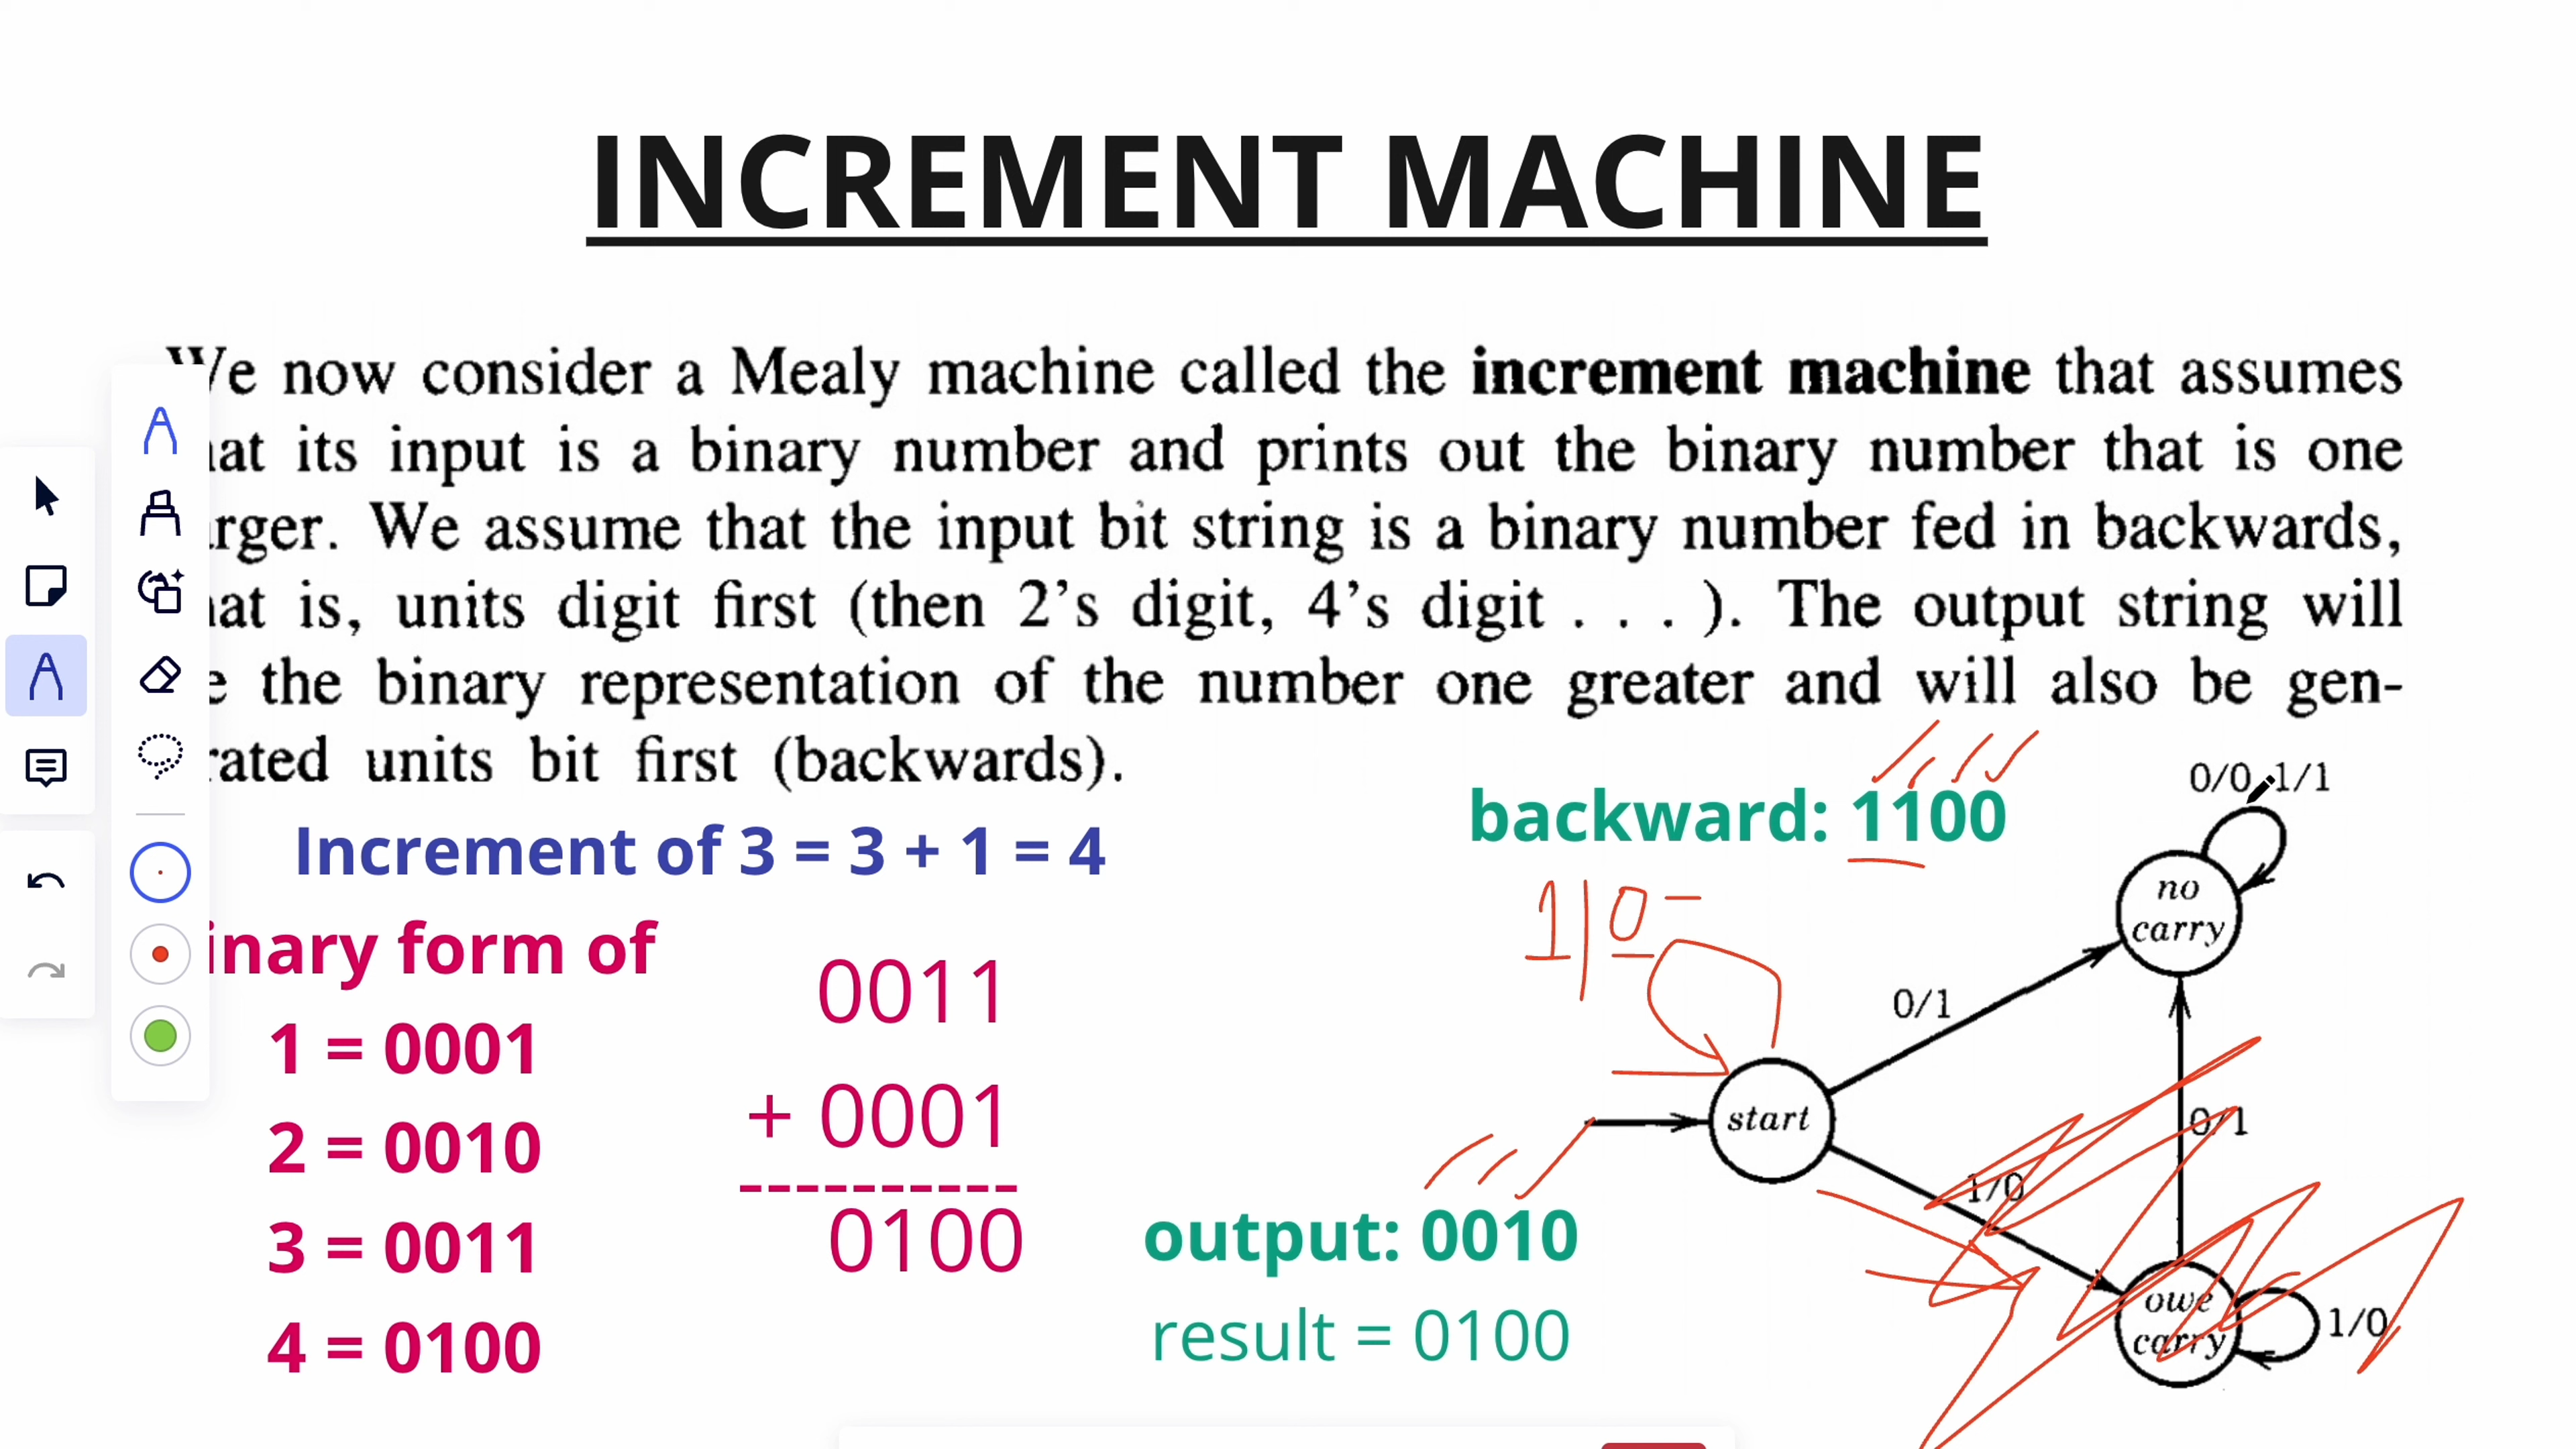 INCREMENT MACHINE
We now consider a Mealy machine called the increment machine that assumes
at its input is a binary number and prints out the binary number that is one
rger. We assume that the input bit string is a binary number fed in backwards,
at is, units digit first (then 2's digit, 4's digit . . . ). The output string will
e the binary representation of the number one greater and will also be gen-
rated units bit first (backwards).
backward: 1100
Increment of 3 = 3 + 1 = 4
inary form of
1 = 0001
2 = 0010
3 = 0011
4 = 0100
0011
+ 0001
----------
0100
output: 0010
result = 0100
1|0
0/0 1/1
no
carry
0/1
start
0/1
1/0
owe
carry
1/0